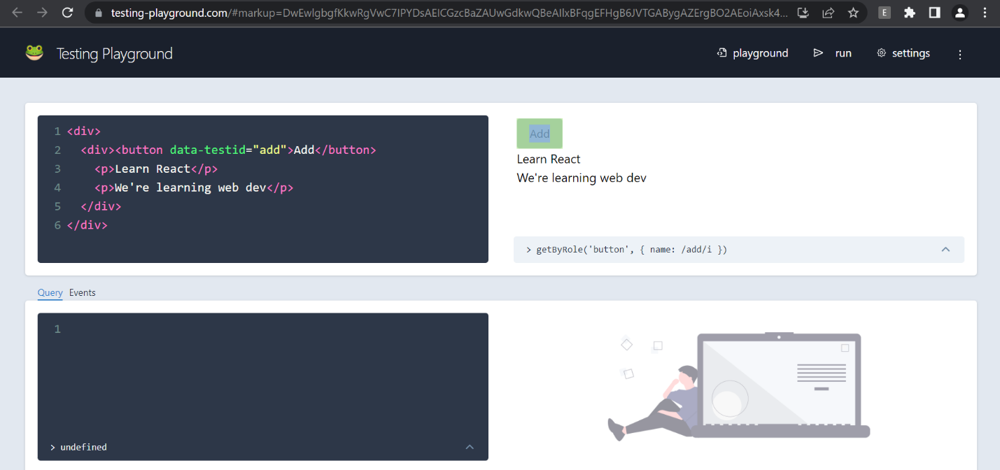 testing-playground.com/#markup=DwEwlgbgfKkwRgVwC7IPYDsAEICGzcBaZAUwGdkwQBeAIlxBFqgEFHgB6JVTGABygAZErgBO2AEoiAxsk4...
E
Testing Playground
playground
run
settings
1 <div>
2 <div><button data-testid="add">Add</button>
3 <p>Learn React</p>
4 <p>We're learning web dev</p>
5 </div>
6 </div>
Add
Learn React
We're learning web dev
> getByRole('button', { name: /add/i })
Query Events
1
> undefined